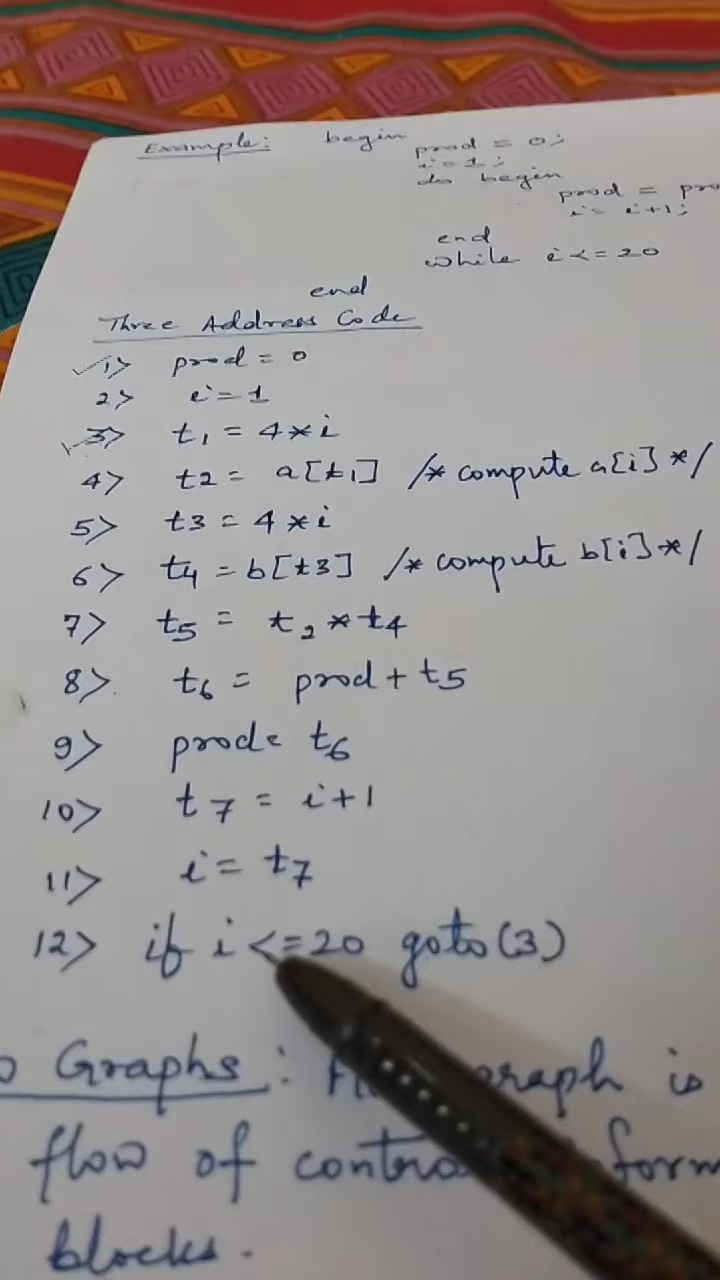 Example: begin
prod = 0;
i = 1;
do begin
prod = pro
i = i+1;
end
while i <= 20
end
Three Address Code
1> prod = 0
2> i = 1
3> t1 = 4 * i
4> t2 = a[t1] /* compute a[i] */
5> t3 = 4 * i
6> t4 = b[t3] /* compute b[i] */
7> t5 = t2 * t4
8> t6 = prod + t5
9> prod = t6
10> t7 = i+1
11> i = t7
12> if i <= 20 goto (3)
Graphs: graph is
flow of contro form
blocks.